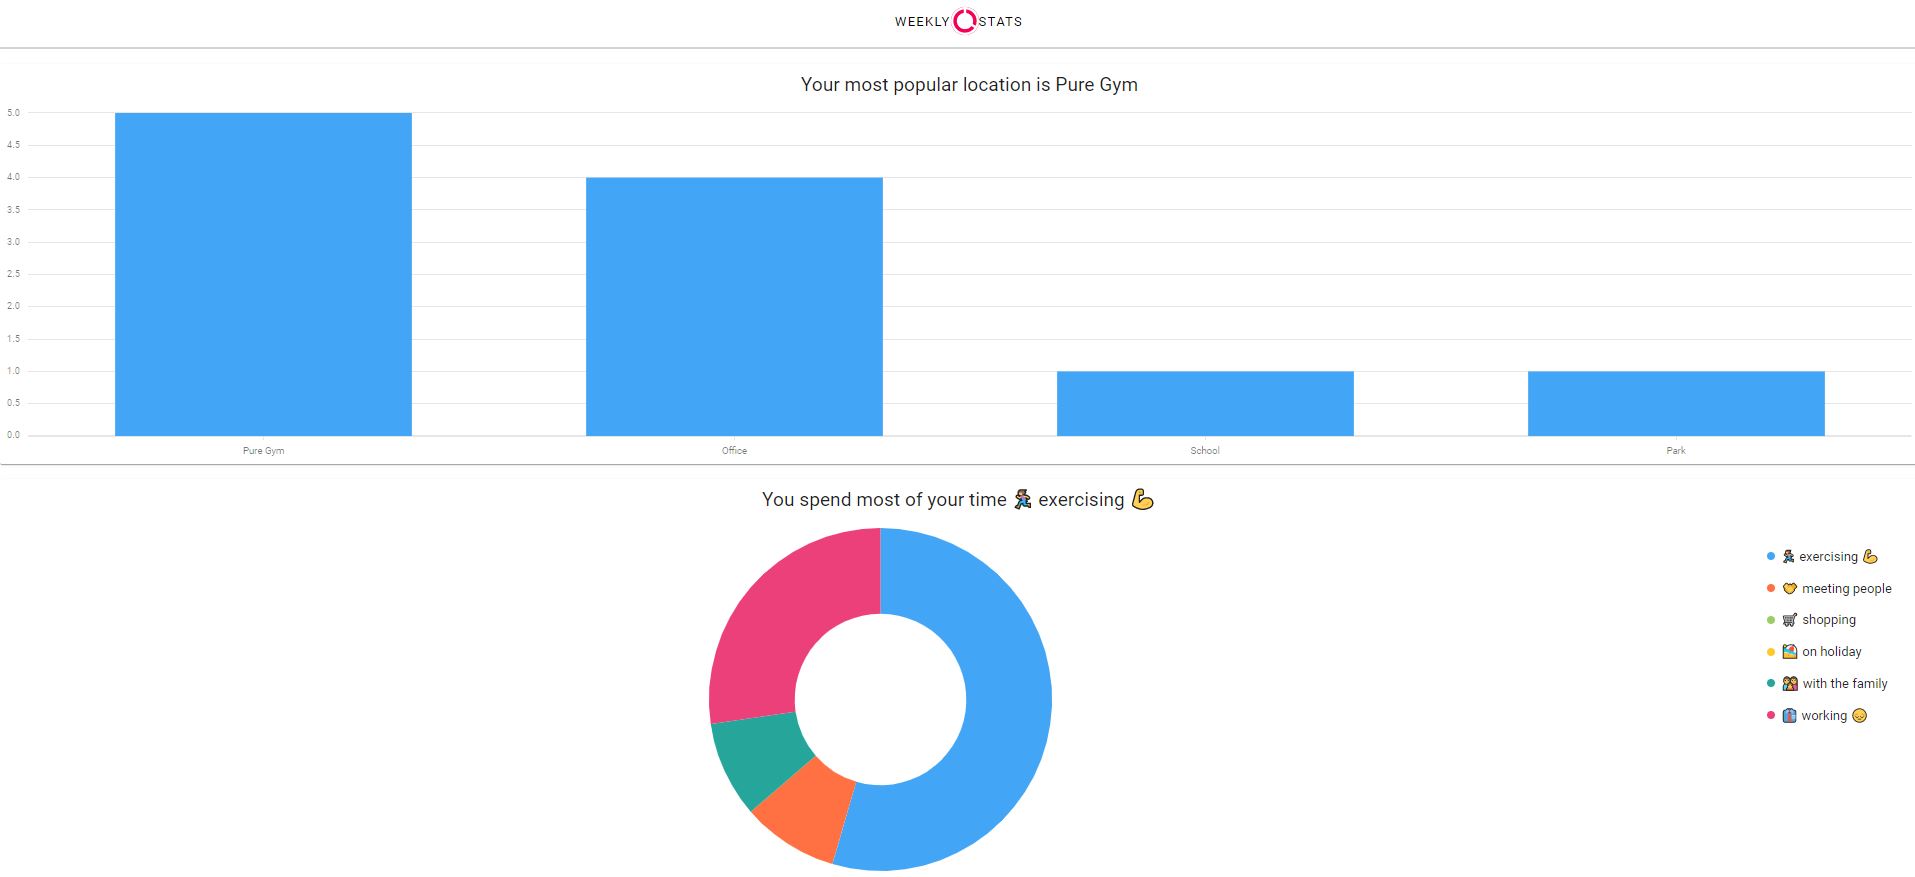 WEEKLY STATS
Your most popular location is Pure Gym
5.0
4.5
4.0
3.5
3.0
2.5
2.0
1.5
1.0
0.5
0.0
Pure Gym Office School Park
You spend most of your time 🏃 exercising 💪
🏃 exercising 💪
🤝 meeting people
🛒 shopping
🏖 on holiday
👪 with the family
👔 working 😔